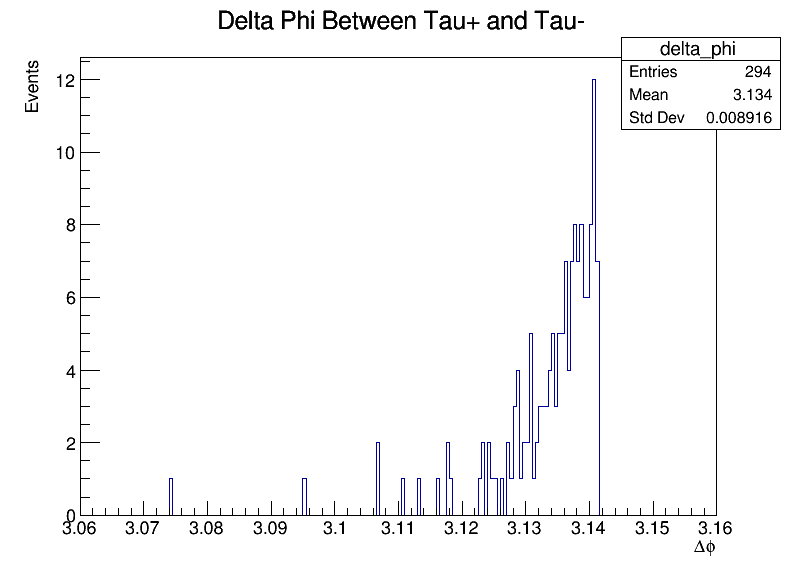 Delta Phi Between Tau+ and Tau-
delta_phi
Entries 294
Mean 3.134
Std Dev 0.008916
Events
12
10
8
6
4
2
0
3.06 3.07 3.08 3.09 3.1 3.11 3.12 3.13 3.14 3.15 3.16
Δϕ